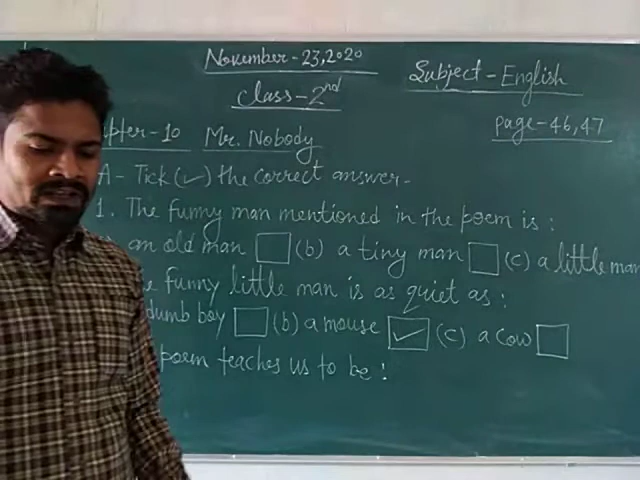 November-23,2020
Subject-English
Class-2nd
page-46,47
Mr. Nobody
A- Tick(✓) the correct answer-
1. The funny man mentioned in the poem is:
an old man (b) a tiny man (c) a little man
funny little man is as quiet as:
dumb boy (b) a mouse ✓ (c) a cow
poem teaches us to be: